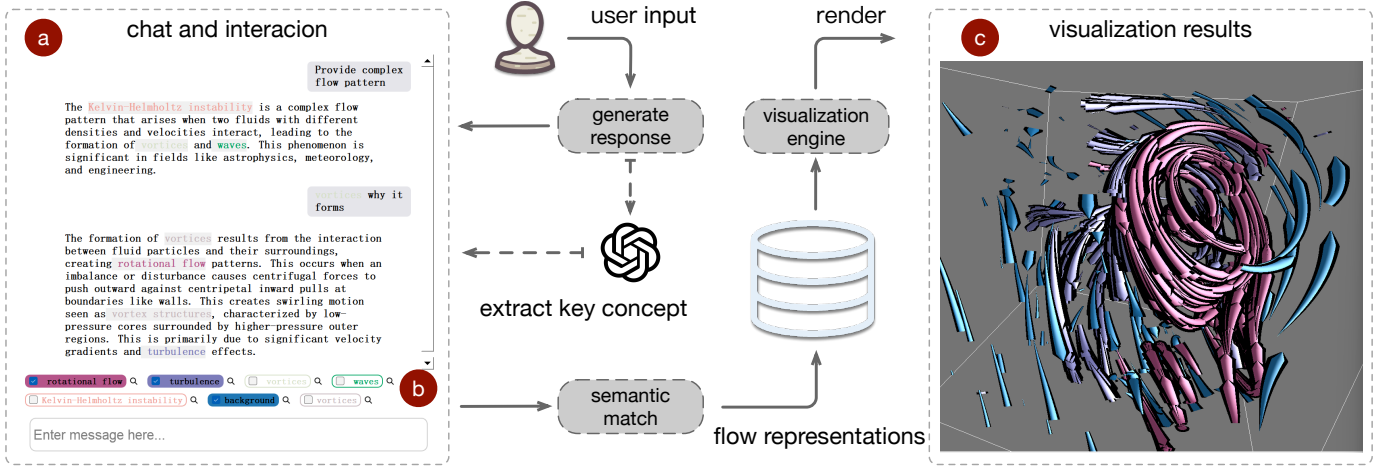 a
chat and interacion
Provide complex
flow pattern
The Kelvin-Helmholtz instability is a complex flow
pattern that arises when two fluids with different
densities and velocities interact, leading to the
formation of vortices and waves. This phenomenon is
significant in fields like astrophysics, meteorology,
and engineering.
vortices why it
forms
The formation of vortices results from the interaction
between fluid particles and their surroundings,
creating rotational flow patterns. This occurs when an
imbalance or disturbance causes centrifugal forces to
push outward against centripetal inward pulls at
boundaries like walls. This creates swirling motion
seen as vortex structures, characterized by low-
pressure cores surrounded by higher-pressure outer
regions. This is primarily due to significant velocity
gradients and turbulence effects.
rotational flow turbulence vortices waves
b
Kelvin-Helmholtz instability background vortices
Enter message here...
user input
generate
response
extract key concept
semantic
match
render
visualization
engine
flow representations
c
visualization results